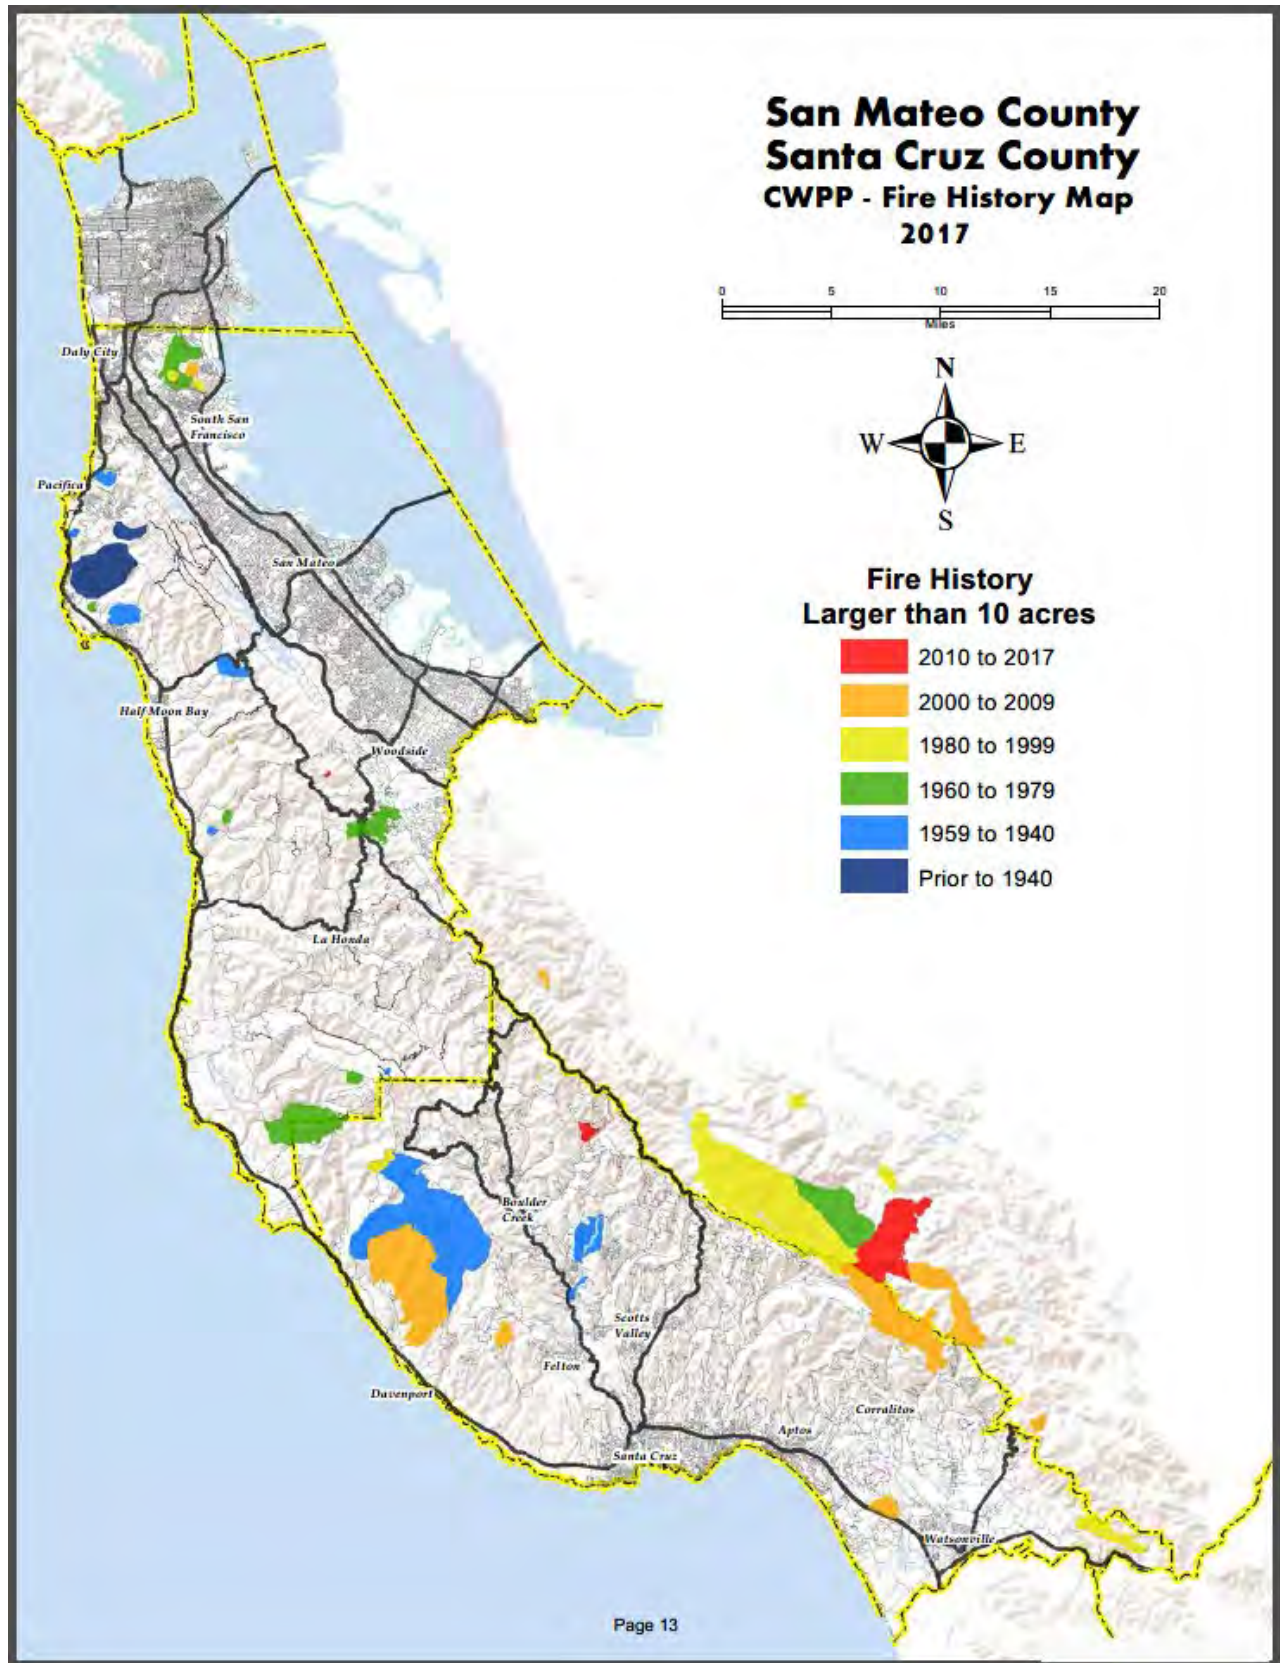 San Mateo County
Santa Cruz County
CWPP - Fire History Map
2017
0 5 10 15 20
Miles
N
W E
S
Daly City
South San
Francisco
Pacifica
San Mateo
Fire History
Larger than 10 acres
2010 to 2017
2000 to 2009
1980 to 1999
1960 to 1979
1959 to 1940
Prior to 1940
Half Moon Bay
Woodside
La Honda
Boulder
Creek
Scotts
Valley
Felton
Davenport
Corralitos
Aptos
Santa Cruz
Watsonville
Page 13